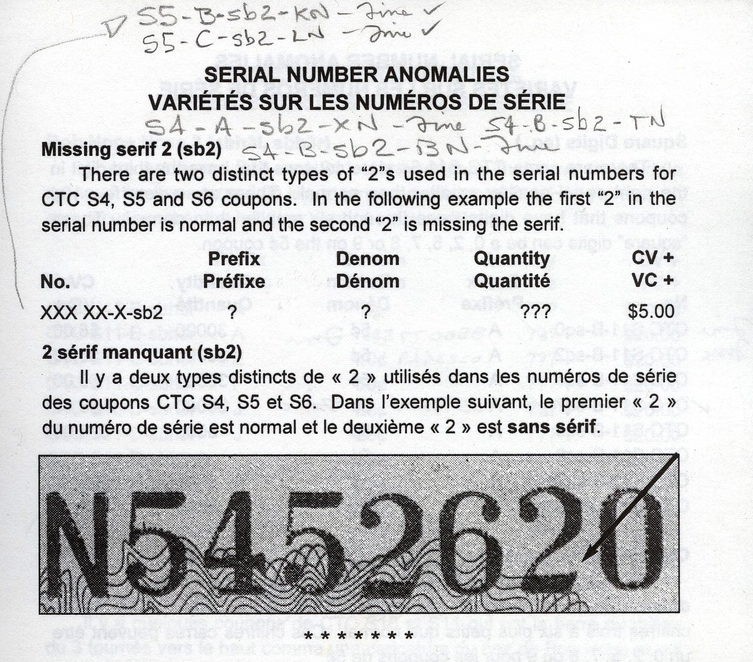 S5-B-sb2-KN - Fine ✓
S5-C-sb2-LN - Fine ✓
SERIAL NUMBER ANOMALIES
VARIÉTÉS SUR LES NUMÉROS DE SÉRIE
S4-A-sb2-XN - Fine S4-B-sb2-TN
Missing serif 2 (sb2)
There are two distinct types of "2"s used in the serial numbers for
CTC S4, S5 and S6 coupons. In the following example the first "2" in the
serial number is normal and the second "2" is missing the serif.
Prefix Denom Quantity CV +
No. Préfixe Dénom Quantité VC +
XXX XX-X-sb2 ? ? ??? $5.00
2 sérif manquant (sb2)
Il y a deux types distincts de « 2 » utilisés dans les numéros de série
des coupons CTC S4, S5 et S6. Dans l'exemple suivant, le premier « 2 »
du numéro de série est normal et le deuxième « 2 » est sans sérif.
N5452620
* * * * * * *